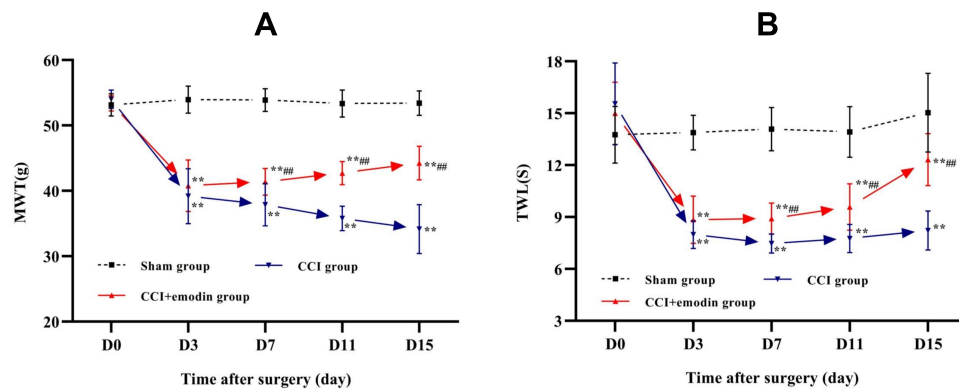 A
MWT(g)
60
50
40
30
20
**
**
**##
**
**##
**
**##
**
Sham group
CCI group
CCI+emodin group
D0 D3 D7 D11 D15
Time after surgery (day)
B
TWL(S)
18
15
12
9
6
3
**
**
**##
**
**##
**
**##
**
Sham group
CCI group
CCI+emodin group
D0 D3 D7 D11 D15
Time after surgery (day)